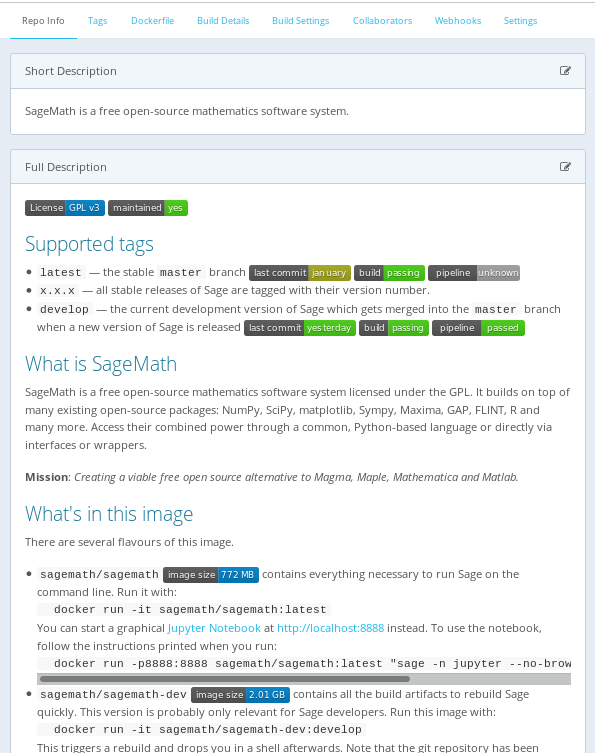 Repo Info Tags Dockerfile Build Details Build Settings Collaborators Webhooks Settings
Short Description
SageMath is a free open-source mathematics software system.
Full Description
License GPL v3 maintained yes
Supported tags
• latest — the stable master branch last commit january build passing pipeline unknown
• x.x.x — all stable releases of Sage are tagged with their version number.
• develop — the current development version of Sage which gets merged into the master branch
when a new version of Sage is released last commit yesterday build passing pipeline passed
What is SageMath
SageMath is a free open-source mathematics software system licensed under the GPL. It builds on top of
many existing open-source packages: NumPy, SciPy, matplotlib, Sympy, Maxima, GAP, FLINT, R and
many more. Access their combined power through a common, Python-based language or directly via
interfaces or wrappers.
Mission: Creating a viable free open source alternative to Magma, Maple, Mathematica and Matlab.
What's in this image
There are several flavours of this image.
• sagemath/sagemath image size 772 MB contains everything necessary to run Sage on the
command line. Run it with:
docker run -it sagemath/sagemath:latest
You can start a graphical Jupyter Notebook at http://localhost:8888 instead. To use the notebook,
follow the instructions printed when you run:
docker run -p8888:8888 sagemath/sagemath:latest "sage -n jupyter --no-brow
• sagemath/sagemath-dev image size 2.01 GB contains all the build artifacts to rebuild Sage
quickly. This version is probably only relevant for Sage developers. Run this image with:
docker run -it sagemath/sagemath-dev:develop
This triggers a rebuild and drops you in a shell afterwards. Note that the git repository has been